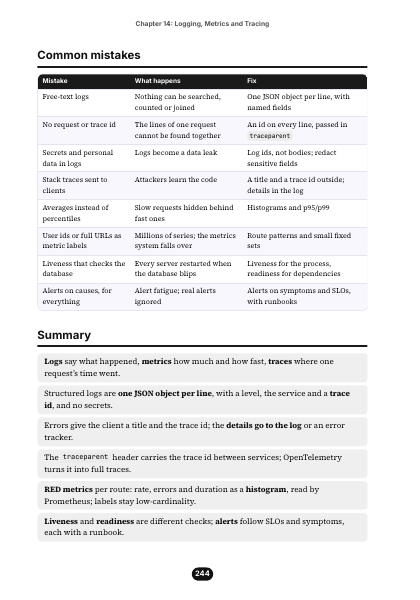 Chapter 14: Logging, Metrics and Tracing
Common mistakes
Mistake What happens Fix
Free-text logs Nothing can be searched, counted or joined One JSON object per line, with named fields
No request or trace id The lines of one request cannot be found together An id on every line, passed in traceparent
Secrets and personal data in logs Logs become a data leak Log ids, not bodies; redact sensitive fields
Stack traces sent to clients Attackers learn the code A title and a trace id outside; details in the log
Averages instead of percentiles Slow requests hidden behind fast ones Histograms and p95/p99
User ids or full URLs as metric labels Millions of series; the metrics system falls over Route patterns and small fixed sets
Liveness that checks the database Every server restarted when the database blips Liveness for the process, readiness for dependencies
Alerts on causes, for everything Alert fatigue; real alerts ignored Alerts on symptoms and SLOs, with runbooks
Summary
Logs say what happened, metrics how much and how fast, traces where one
request's time went.
Structured logs are one JSON object per line, with a level, the service and a trace
id, and no secrets.
Errors give the client a title and the trace id; the details go to the log or an error
tracker.
The traceparent header carries the trace id between services; OpenTelemetry
turns it into full traces.
RED metrics per route: rate, errors and duration as a histogram, read by
Prometheus; labels stay low-cardinality.
Liveness and readiness are different checks; alerts follow SLOs and symptoms,
each with a runbook.
244